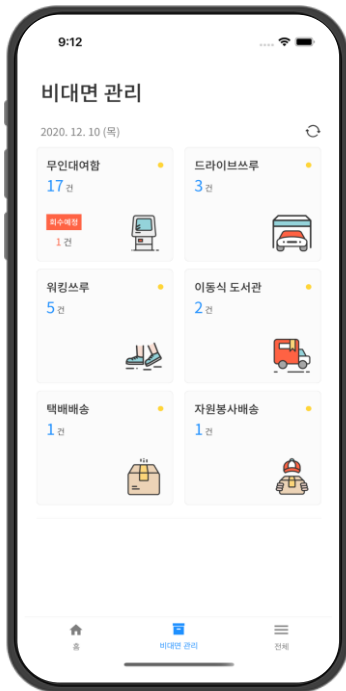 9:12
비대면 관리
2020. 12. 10 (목)
무인대여함
17 건
회수예정
1 건
드라이브쓰루
3 건
워킹쓰루
5 건
이동식 도서관
2 건
택배배송
1 건
자원봉사배송
1 건
홈
비대면 관리
전체